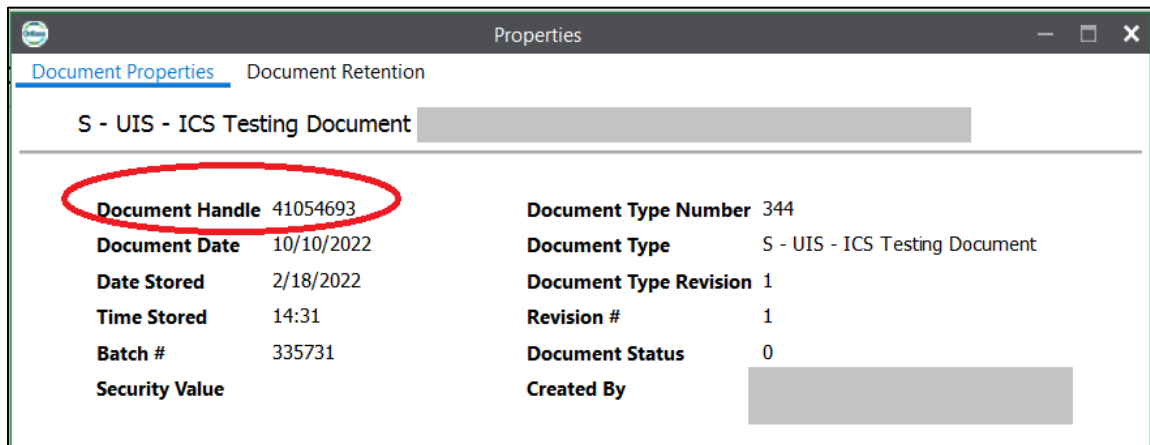 Properties
Document Properties Document Retention
S - UIS - ICS Testing Document
Document Handle 41054693 Document Type Number 344
Document Date 10/10/2022 Document Type S - UIS - ICS Testing Document
Date Stored 2/18/2022 Document Type Revision 1
Time Stored 14:31 Revision # 1
Batch # 335731 Document Status 0
Security Value Created By